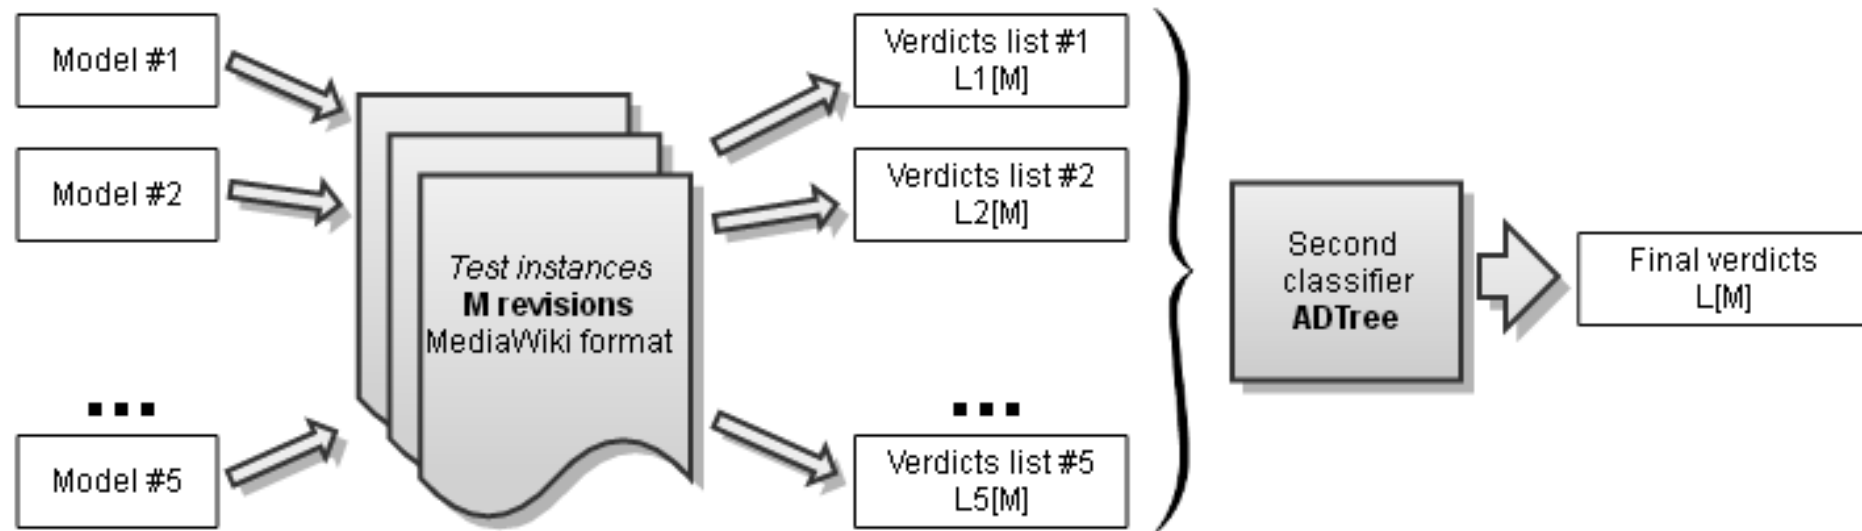 Model #1
Model #2
...
Model #5
Test instances
M revisions
MediaWiki format
Verdicts list #1
L1[M]
Verdicts list #2
L2[M]
...
Verdicts list #5
L5[M]
Second
classifier
ADTree
Final verdicts
L[M]